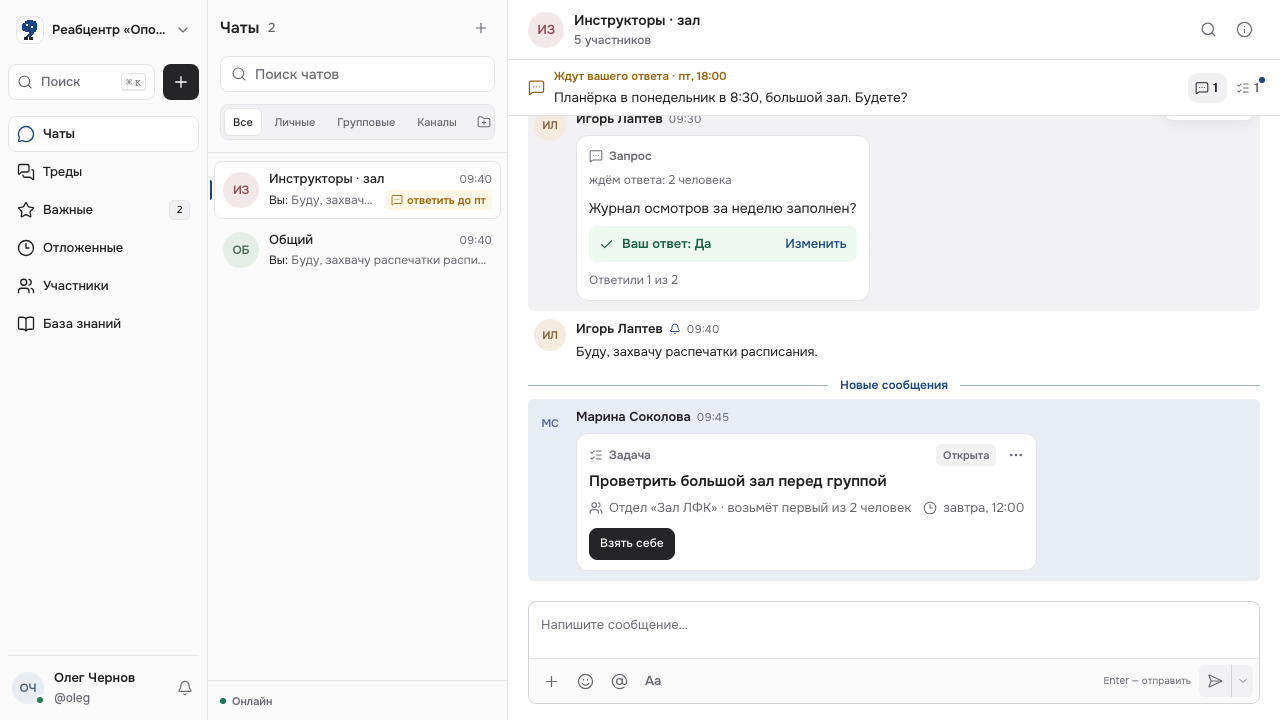 Реабцентр «Опо...
Поиск
⌘ K
Чаты
Треды
Важные
2
Отложенные
Участники
База знаний
ОЧ
Олег Чернов
@oleg
Чаты 2
Поиск чатов
Все
Личные
Групповые
Каналы
ИЗ
Инструкторы · зал
09:40
Вы: Буду, захвач...
ответить до пт
ОБ
Общий
09:40
Вы: Буду, захвачу распечатки распи...
Онлайн
ИЗ
Инструкторы · зал
5 участников
Ждут вашего ответа · пт, 18:00
Планёрка в понедельник в 8:30, большой зал. Будете?
1
1
ИЛ
Игорь Лаптев 09:30
Запрос
ждём ответа: 2 человека
Журнал осмотров за неделю заполнен?
Ваш ответ: Да
Изменить
Ответили 1 из 2
ИЛ
Игорь Лаптев 09:40
Буду, захвачу распечатки расписания.
Новые сообщения
МС
Марина Соколова 09:45
Задача
Открыта
Проветрить большой зал перед группой
Отдел «Зал ЛФК» · возьмёт первый из 2 человек
завтра, 12:00
Взять себе
Напишите сообщение...
Aa
Enter — отправить